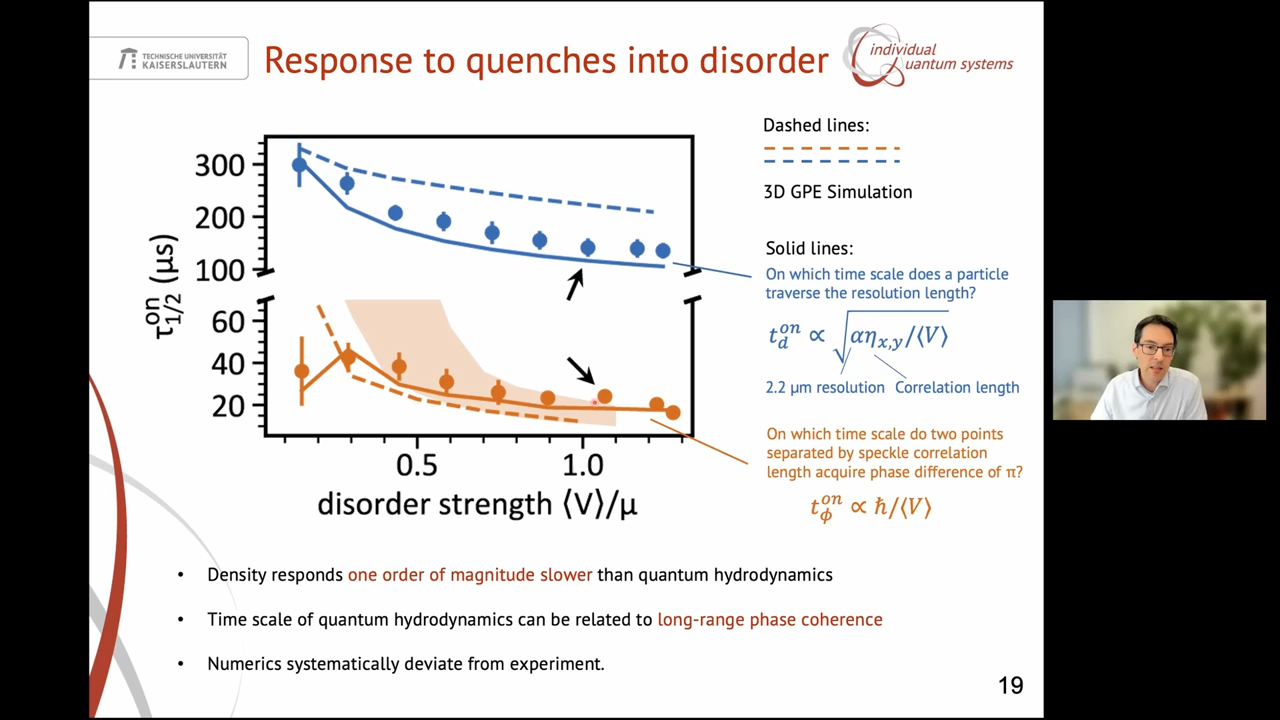 TECHNISCHE UNIVERSITÄT
KAISERSLAUTERN
Response to quenches into disorder
individual
quantum systems
300
200
100
60
40
20
τ^{on}_{1/2} (μs)
0.5
1.0
disorder strength ⟨V⟩/μ
Dashed lines:
3D GPE Simulation
Solid lines:
On which time scale does a particle
traverse the resolution length?
t_d^{on} ∝ √(αη_{x,y}/⟨V⟩)
2.2 μm resolution
Correlation length
On which time scale do two points
separated by speckle correlation
length acquire phase difference of π?
t_ϕ^{on} ∝ ħ/⟨V⟩
• Density responds one order of magnitude slower than quantum hydrodynamics
• Time scale of quantum hydrodynamics can be related to long-range phase coherence
• Numerics systematically deviate from experiment.
19